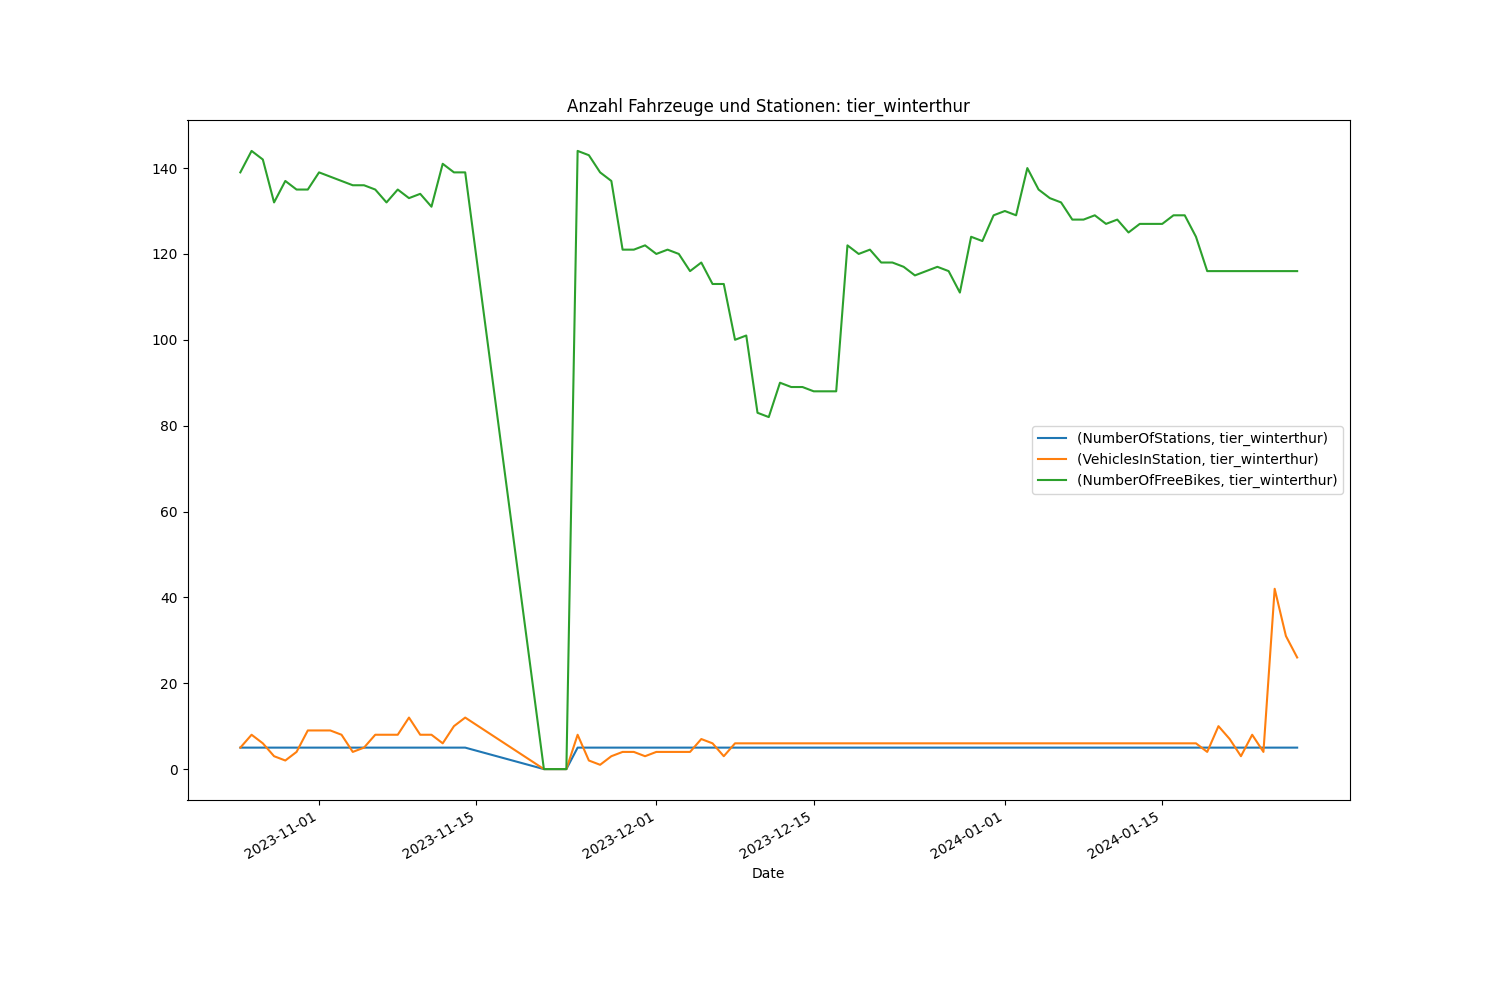 Anzahl Fahrzeuge und Stationen: tier_winterthur
140
120
100
80
60
40
20
0
(NumberOfStations, tier_winterthur)
(VehiclesInStation, tier_winterthur)
(NumberOfFreeBikes, tier_winterthur)
2023-11-01
2023-11-15
2023-12-01
2023-12-15
2024-01-01
2024-01-15
Date